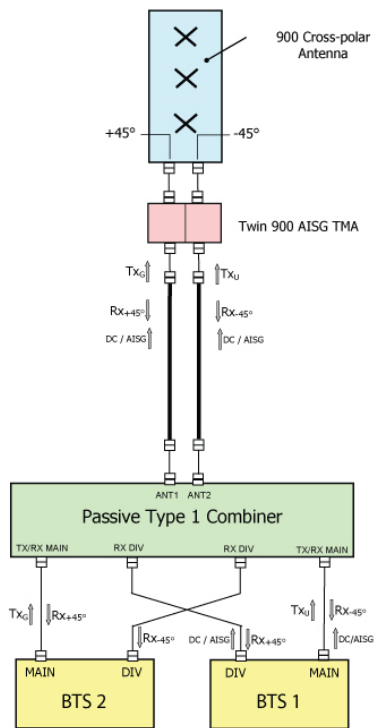 900 Cross-polar
Antenna
+45° -45°
Twin 900 AISG TMA
TxG TxU
Rx+45° Rx-45°
DC / AISG DC / AISG
ANT1 ANT2
Passive Type 1 Combiner
TX/RX MAIN RX DIV RX DIV TX/RX MAIN
TxG Rx+45° TxU Rx-45°
Rx-45° DC / AISG Rx+45° DC/AISG
MAIN DIV DIV MAIN
BTS 2 BTS 1